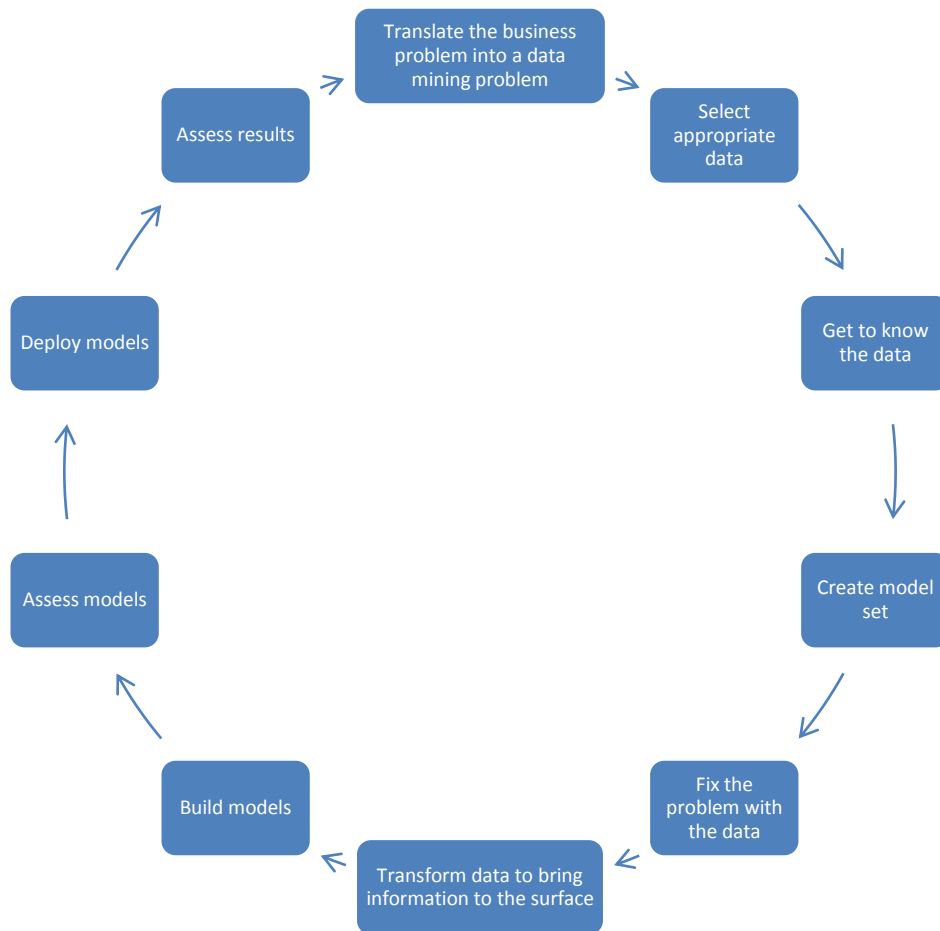 Translate the business
problem into a data
mining problem
Select
appropriate
data
Get to know
the data
Create model
set
Fix the
problem with
the data
Transform data to bring
information to the surface
Build models
Assess models
Deploy models
Assess results